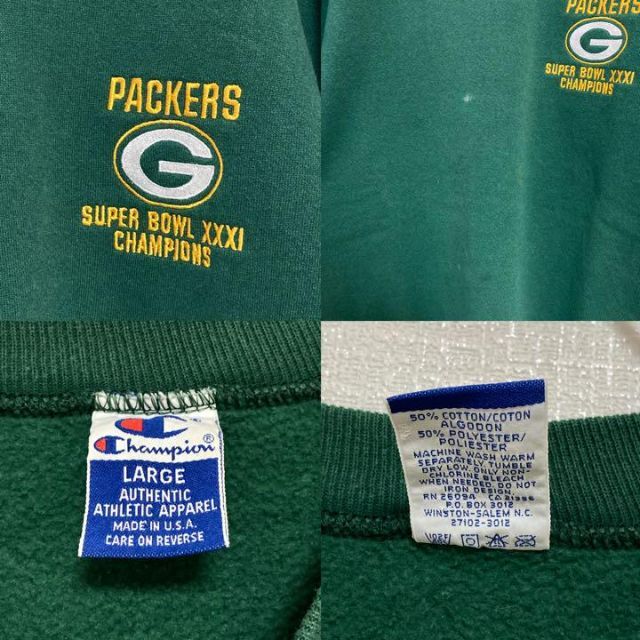 PACKERS
G
SUPER BOWL XXXI
CHAMPIONS
PACKERS
G
SUPER BOWL XXXI
CHAMPIONS
Champion
LARGE
AUTHENTIC
ATHLETIC APPAREL
MADE IN U.S.A.
CARE ON REVERSE
50% COTTON/COTON
ALGODON
50% POLYESTER/
POLIESTER
MACHINE WASH WARM
SEPARATELY. TUMBLE
DRY LOW. ONLY
CHLORINE BLEACH
WHEN NEEDED. DO NOT
IRON DESIGN.
RN 26094 CA
P.O. BOX 3012
WINSTON-SALEM N.C.
27102-3012